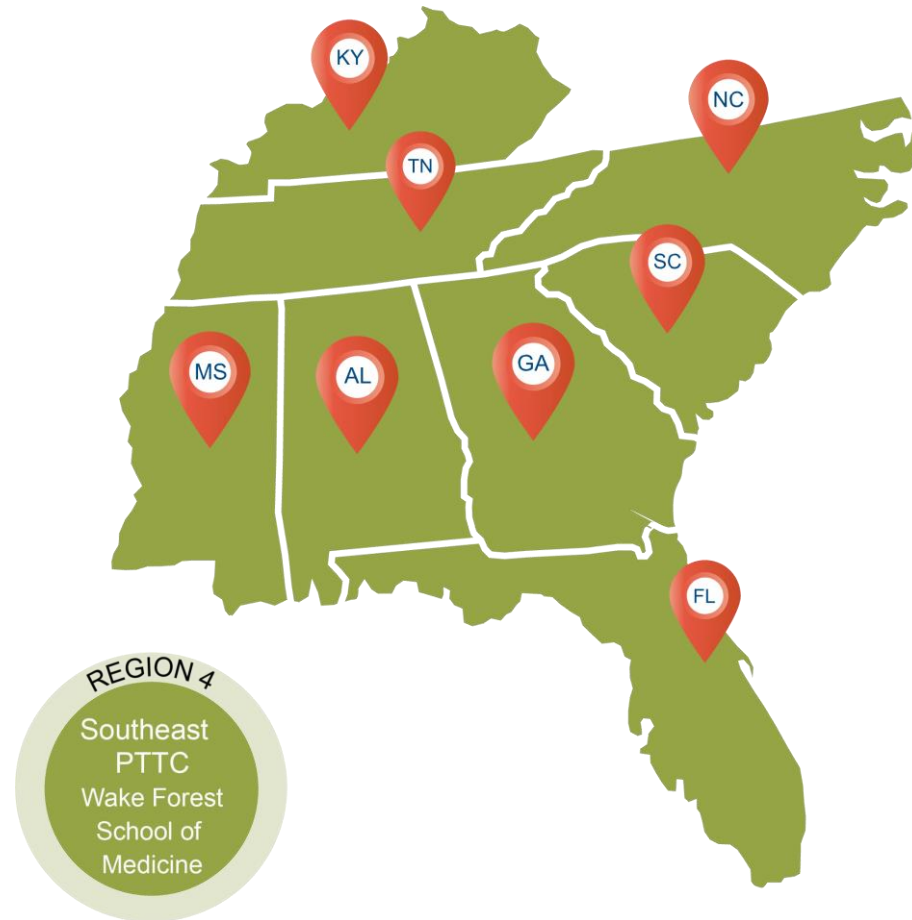 KY
NC
TN
SC
MS
AL
GA
FL
REGION 4
Southeast
PTTC
Wake Forest
School of
Medicine